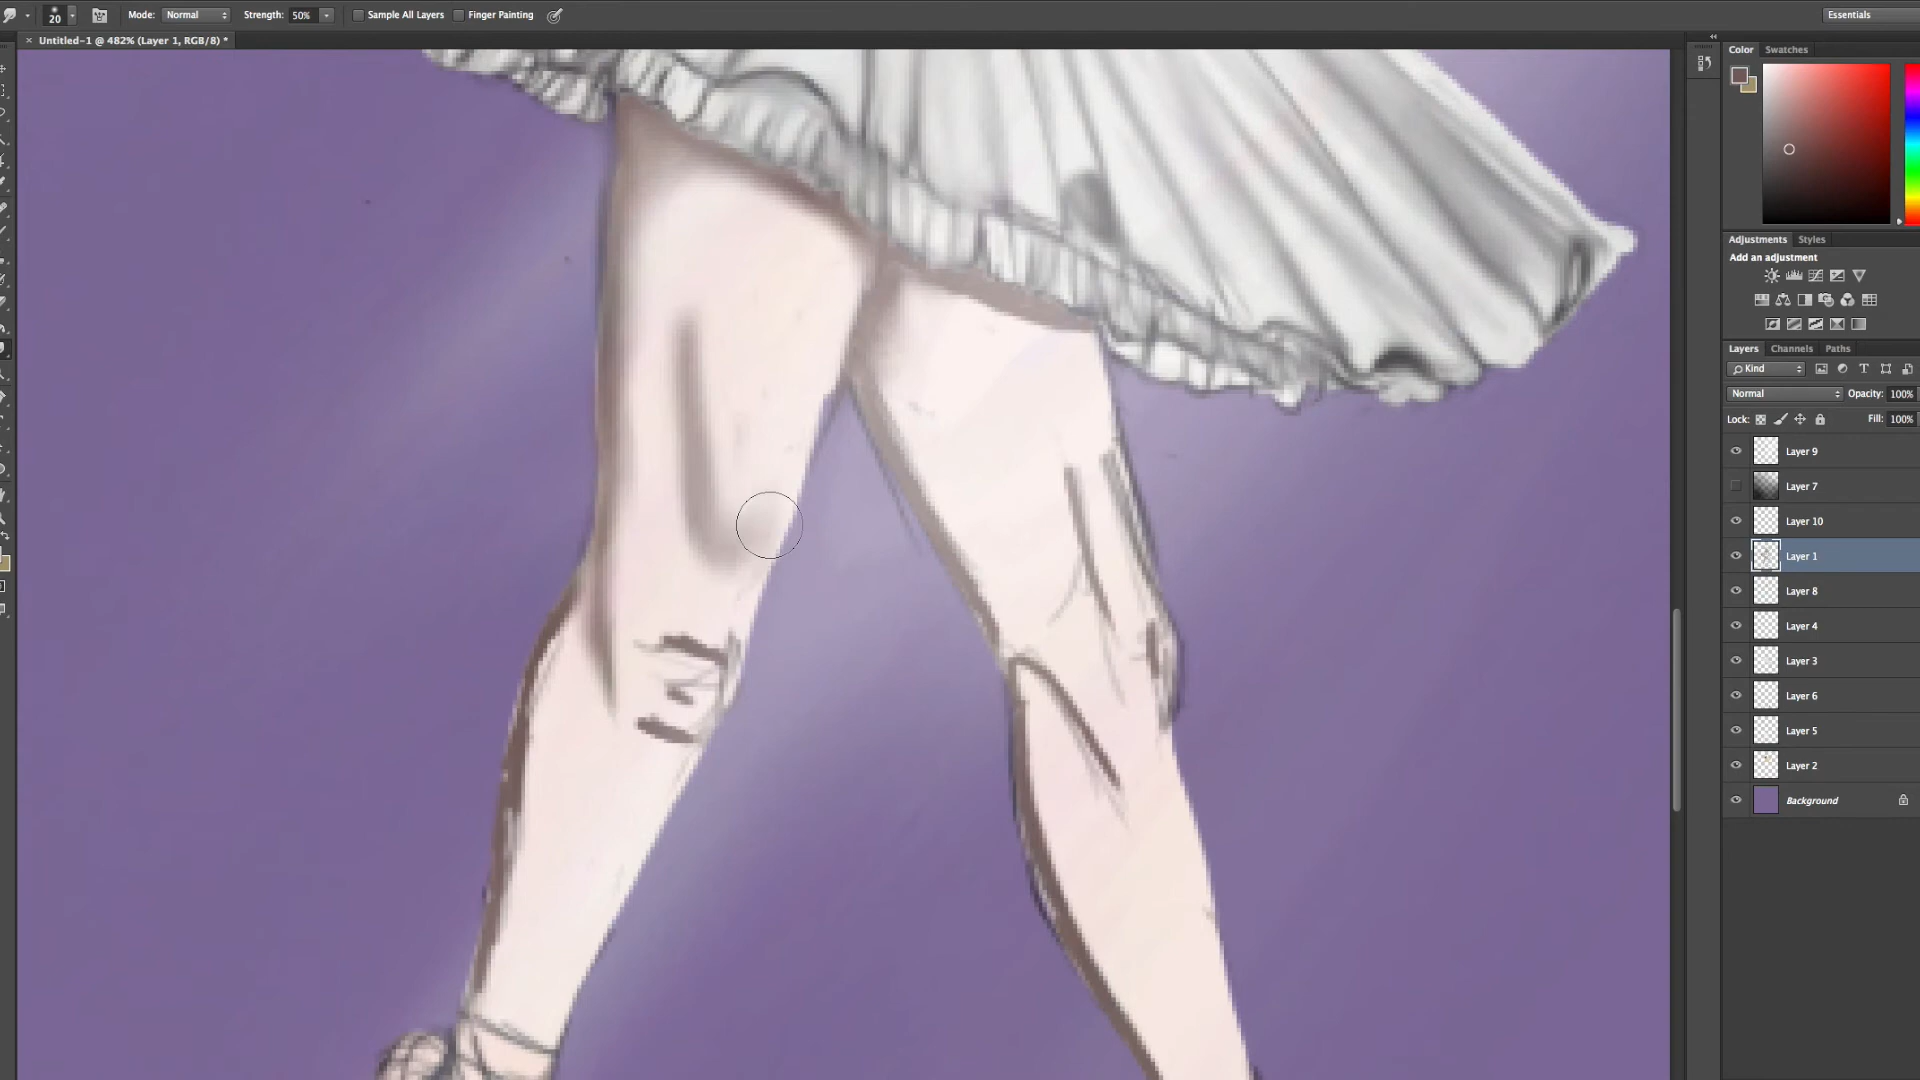 20 Mode: Normal Strength: 50% Sample All Layers Finger Painting Essentials
× Untitled-1 @ 482% (Layer 1, RGB/8) *
Color Swatches
Adjustments Styles
Add an adjustment
Layers Channels Paths
Kind
Normal Opacity: 100%
Lock: Fill: 100%
Layer 9
Layer 7
Layer 10
Layer 1
Layer 8
Layer 4
Layer 3
Layer 6
Layer 5
Layer 2
Background